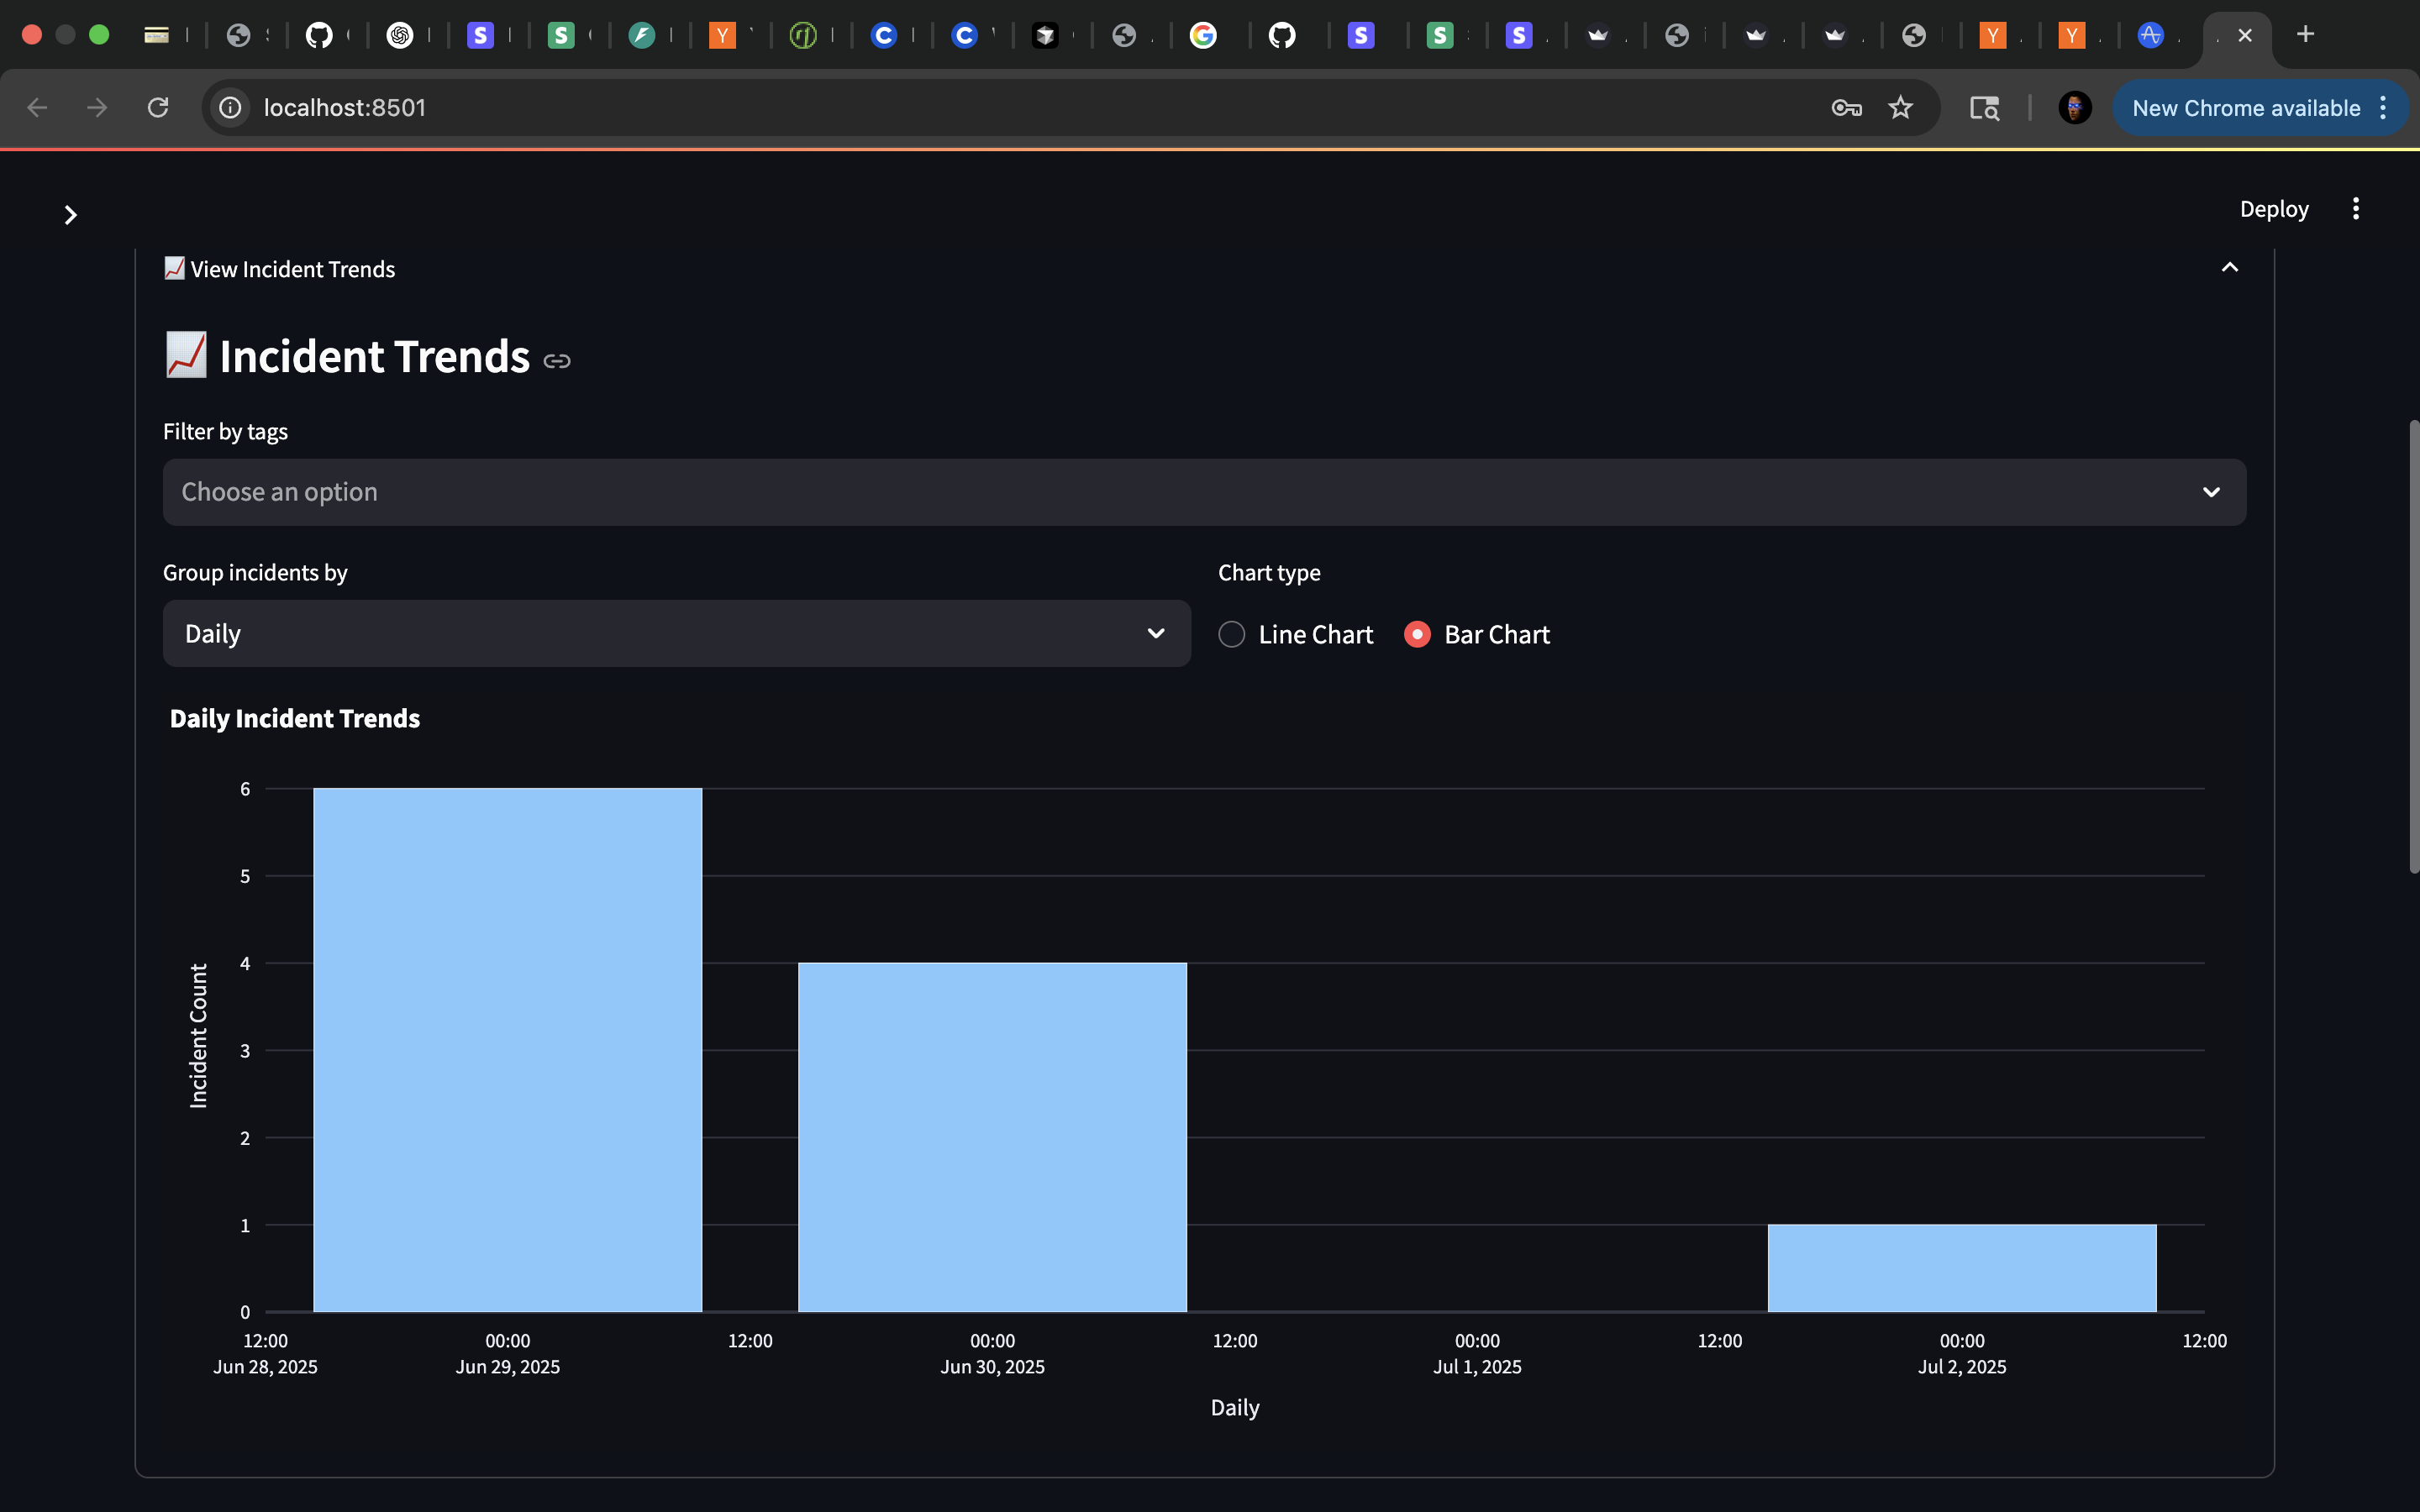 localhost:8501
New Chrome available
Deploy
View Incident Trends
Incident Trends
Filter by tags
Choose an option
Group incidents by
Chart type
Daily
Line Chart
Bar Chart
Daily Incident Trends
6
5
4
3
2
1
0
Incident Count
12:00 00:00 12:00 00:00 12:00 00:00 12:00 00:00 12:00
Jun 28, 2025 Jun 29, 2025 Jun 30, 2025 Jul 1, 2025 Jul 2, 2025
Daily